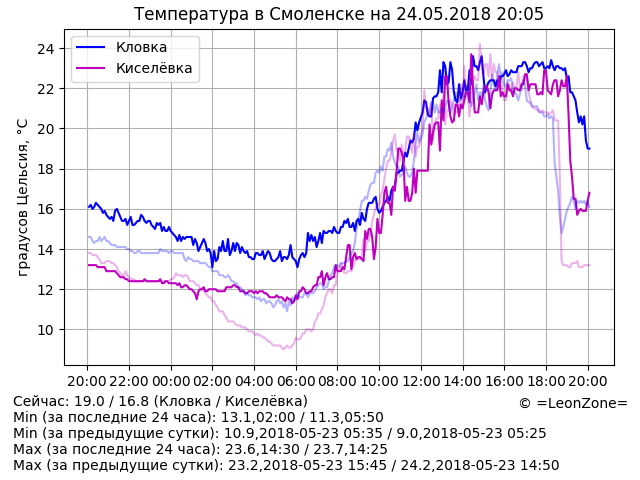 Температура в Смоленске на 24.05.2018 20:05
Кловка
Киселёвка
градусов Цельсия, °C
24
22
20
18
16
14
12
10
20:00 22:00 00:00 02:00 04:00 06:00 08:00 10:00 12:00 14:00 16:00 18:00 20:00
Сейчас: 19.0 / 16.8 (Кловка / Киселёвка)
© =LeonZone=
Min (за последние 24 часа): 13.1,02:00 / 11.3,05:50
Min (за предыдущие сутки): 10.9,2018-05-23 05:35 / 9.0,2018-05-23 05:25
Max (за последние 24 часа): 23.6,14:30 / 23.7,14:25
Max (за предыдущие сутки): 23.2,2018-05-23 15:45 / 24.2,2018-05-23 14:50